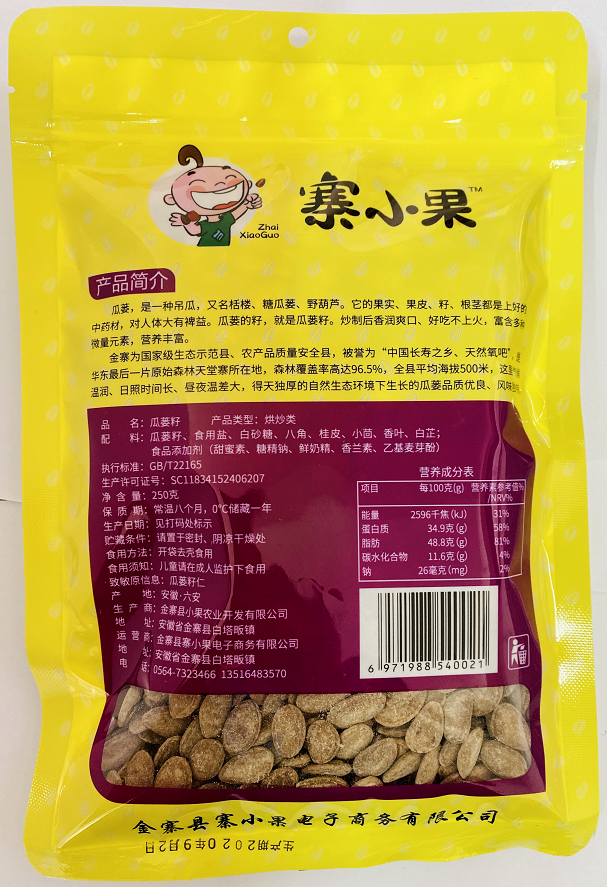 Zhai
XiaoGuo
寨小果™
产品简介
瓜蒌，是一种吊瓜，又名栝楼、糖瓜蒌、野葫芦。它的果实、果皮、籽、根茎都是上好的
中药材，对人体大有裨益。瓜蒌的籽，就是瓜蒌籽。炒制后香润爽口、好吃不上火，富含多种
微量元素，营养丰富。
金寨为国家级生态示范县、农产品质量安全县，被誉为“中国长寿之乡、天然氧吧”，是
华东最后一片原始森林天堂寨所在地，森林覆盖率高达96.5%，全县平均海拔500米，这里
温润、日照时间长、昼夜温差大，得天独厚的自然生态环境下生长的瓜蒌品质优良、风味
品 名：瓜蒌籽 产品类型：烘炒类
配 料：瓜蒌籽、食用盐、白砂糖、八角、桂皮、小茴、香叶、白芷；
食品添加剂（甜蜜素、糖精钠、鲜奶精、香兰素、乙基麦芽酚）
执行标准：GB/T22165
生产许可证号：SC11834152406207
净 含 量：250克
保 质 期：常温八个月，0℃储藏一年
生产日期：见打码处标示
贮藏条件：请置于密封、阴凉干燥处
食用方法：开袋去壳食用
食用须知：儿童请在成人监护下食用
致敏原信息：瓜蒌籽仁
产 地：安徽·六安
生 产 商：金寨县小果农业开发有限公司
地 址：安徽省金寨县白塔畈镇
运 营 商：金寨县寨小果电子商务有限公司
地 址：安徽省金寨县白塔畈镇
电 话：0564-7323466 13516483570
营养成分表
项目 每100克(g) 营养素参考值%
/NRV%
能量 2596千焦(kJ) 31%
蛋白质 34.9克(g) 58%
脂肪 48.8克(g) 81%
碳水化合物 11.6克(g) 4%
钠 26毫克(mg) 2%
6 971988 540021
金寨县寨小果电子商务有限公司
生产期2020年9月2日